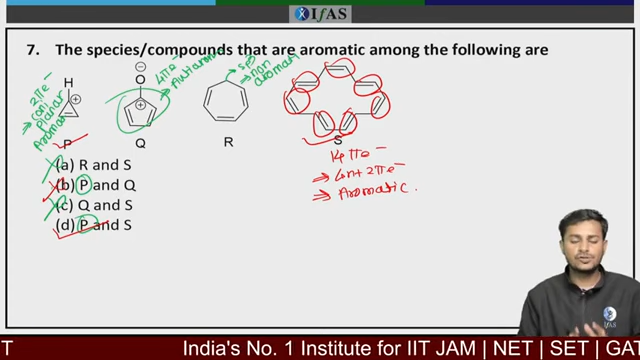 IfAS
7. The species/compounds that are aromatic among the following are
H
⊕
2πe⁻
con
planar
⇒ Aromatic
P
⊖
O
⊕
4πe⁻
⇒ Antiaromatic
Q
sp³
⇒ non
aromatic
R
S
14πe⁻
⇒ 4n+2πe⁻
⇒ Aromatic.
(a) R and S
(b) P and Q
(c) Q and S
(d) P and S
IfAS
T
India's No. 1 Institute for IIT JAM | NET | SET | GAT